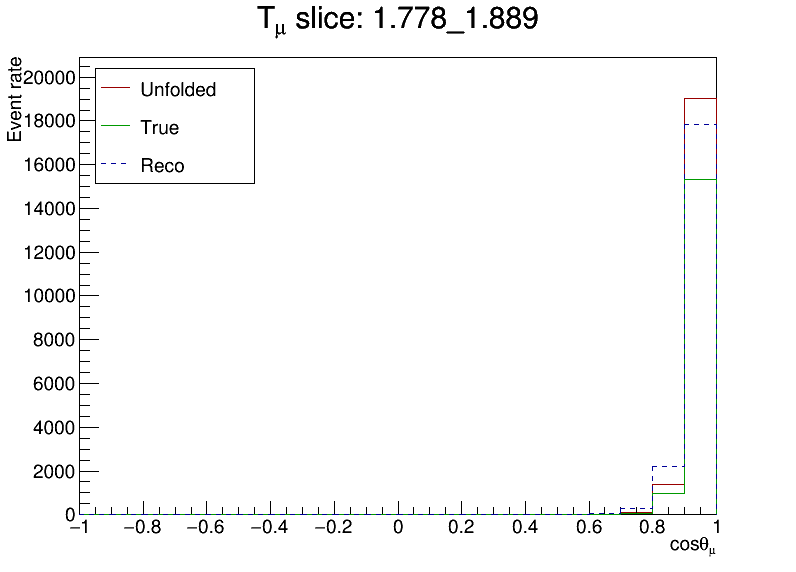 Tμ slice: 1.778_1.889
Event rate
20000
18000
16000
14000
12000
10000
8000
6000
4000
2000
0
Unfolded
True
Reco
−1 −0.8 −0.6 −0.4 −0.2 0 0.2 0.4 0.6 0.8 1
cosθμ